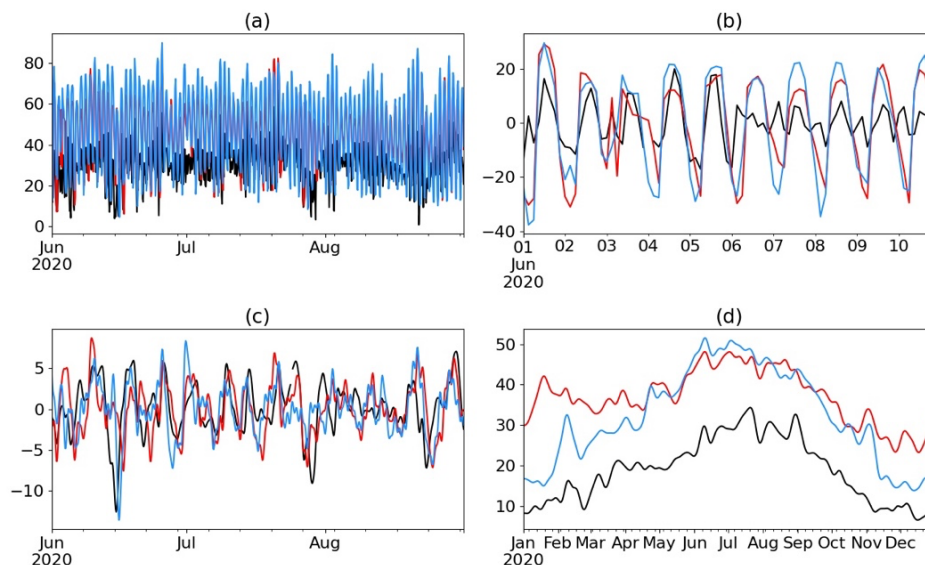 (a)
80
60
40
20
0
Jun Jul Aug
2020
(b)
20
0
−20
−40
01 02 03 04 05 06 07 08 09 10
Jun
2020
(c)
5
0
−5
−10
Jun Jul Aug
2020
(d)
50
40
30
20
10
Jan Feb Mar Apr May Jun Jul Aug Sep Oct Nov Dec
2020